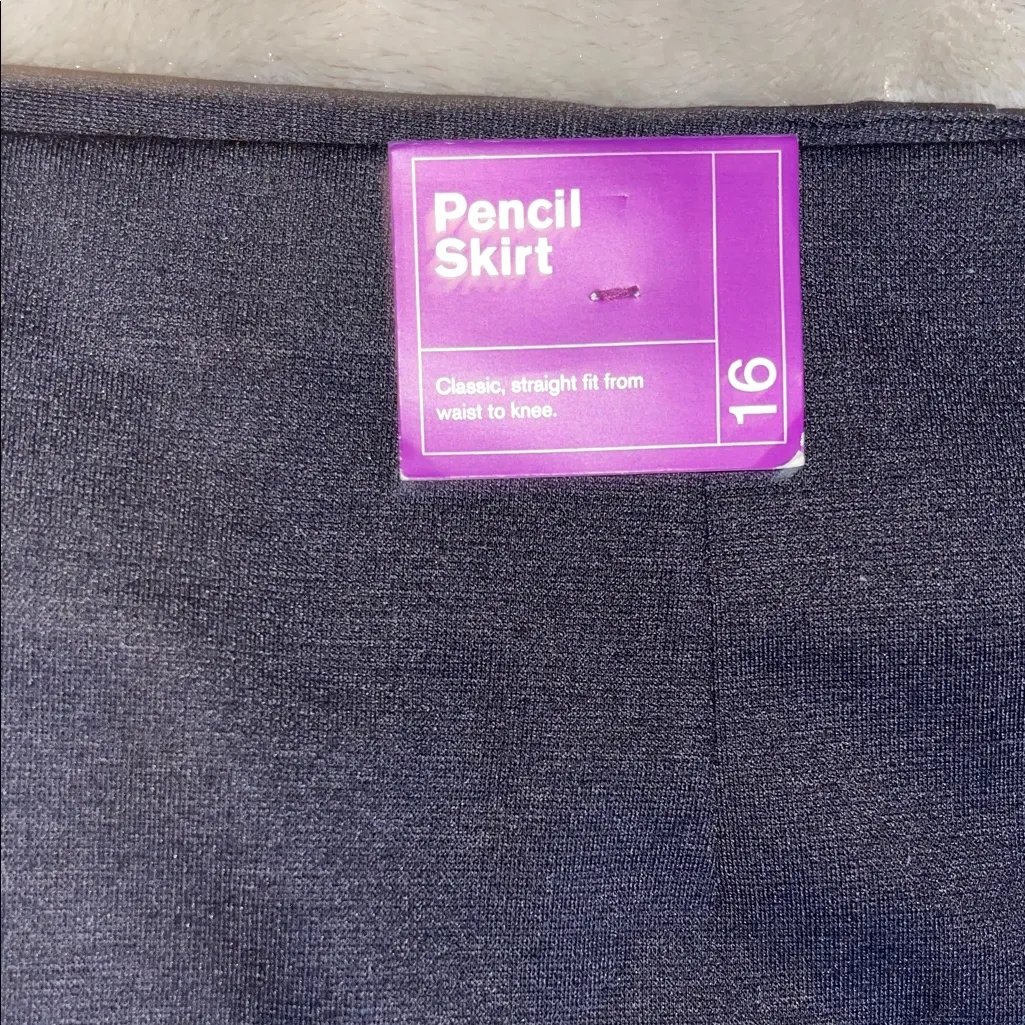 Pencil
Skirt
Classic, straight fit from
waist to knee.
16